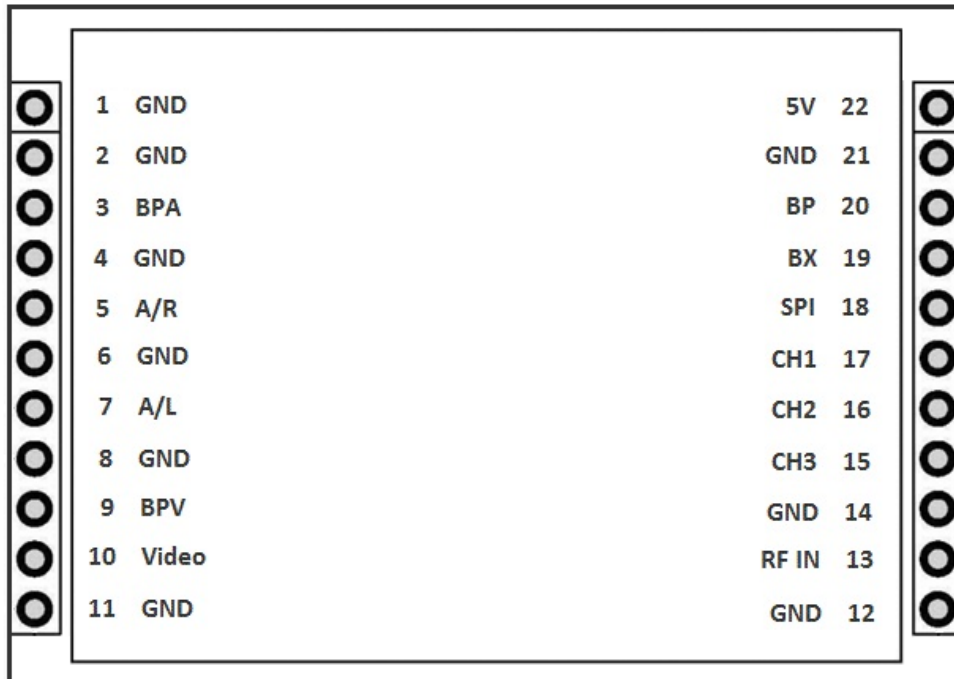 1 GND 5V 22
2 GND GND 21
3 BPA BP 20
4 GND BX 19
5 A/R SPI 18
6 GND CH1 17
7 A/L CH2 16
8 GND CH3 15
9 BPV GND 14
10 Video RF IN 13
11 GND GND 12